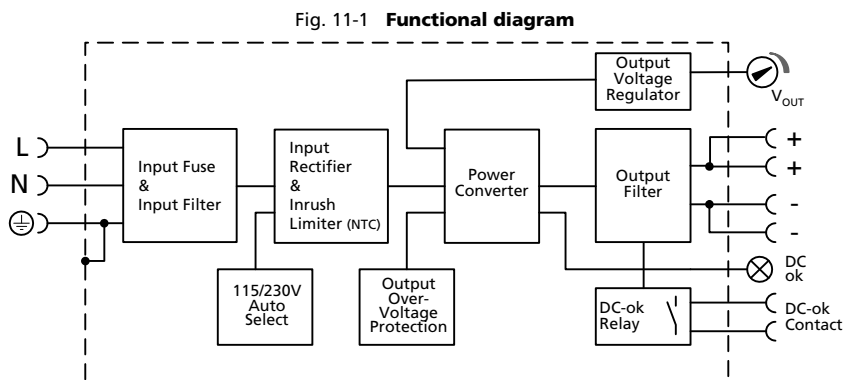 Fig. 11-1 Functional diagram
Output
Voltage
Regulator
VOUT
L
N
Input Fuse
&
Input Filter
Input
Rectifier
&
Inrush
Limiter (NTC)
Power
Converter
Output
Filter
+
+
-
-
115/230V
Auto
Select
Output
Over-
Voltage
Protection
DC
ok
DC-ok
Relay
DC-ok
Contact